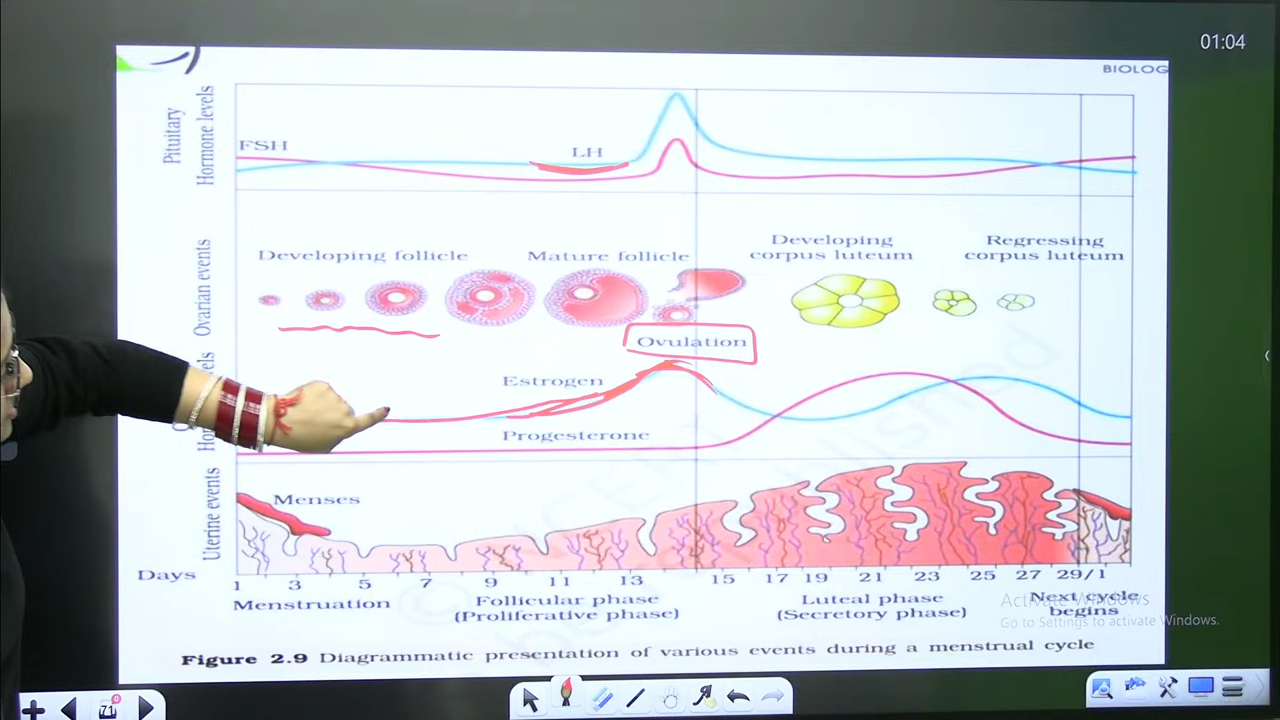 01:04
BIOLOG
Pituitary
Hormone levels
FSH
LH
Ovarian events
Developing follicle
Mature follicle
Developing
corpus luteum
Regressing
corpus luteum
Ovulation
Estrogen
Progesterone
Uterine events
Menses
Days
1 3 5 7 9 11 13 15 17 19 21 23 25 27 29/1
Menstruation
Follicular phase
(Proliferative phase)
Luteal phase
(Secretory phase)
Next cycle
begins
Activate Windows
Go to Settings to activate Windows.
Figure 2.9 Diagrammatic presentation of various events during a menstrual cycle
71
0